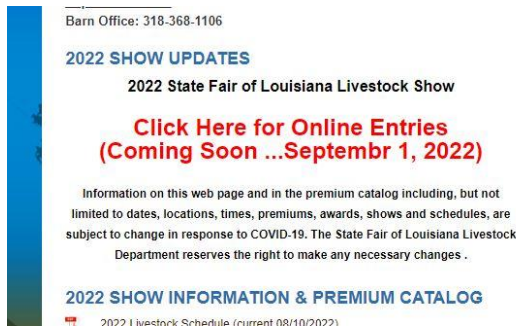 Barn Office: 318-368-1106
2022 SHOW UPDATES
2022 State Fair of Louisiana Livestock Show
Click Here for Online Entries
(Coming Soon ...Septembr 1, 2022)
Information on this web page and in the premium catalog including, but not
limited to dates, locations, times, premiums, awards, shows and schedules, are
subject to change in response to COVID-19. The State Fair of Louisiana Livestock
Department reserves the right to make any necessary changes .
2022 SHOW INFORMATION & PREMIUM CATALOG
2022 Livestock Schedule (current 08/10/2022)